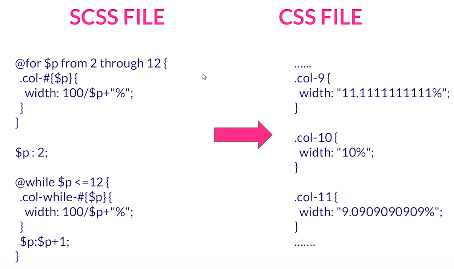 SCSS FILE
@for $p from 2 through 12 {
.col-#{$p} {
width: 100/$p+"%";
}
}
$p : 2;
@while $p <=12 {
.col-while-#{$p} {
width: 100/$p+"%";
}
$p:$p+1;
}
CSS FILE
......
.col-9 {
width: "11.1111111111%";
}
.col-10 {
width: "10%";
}
.col-11 {
width: "9.0909090909%";
}
.......